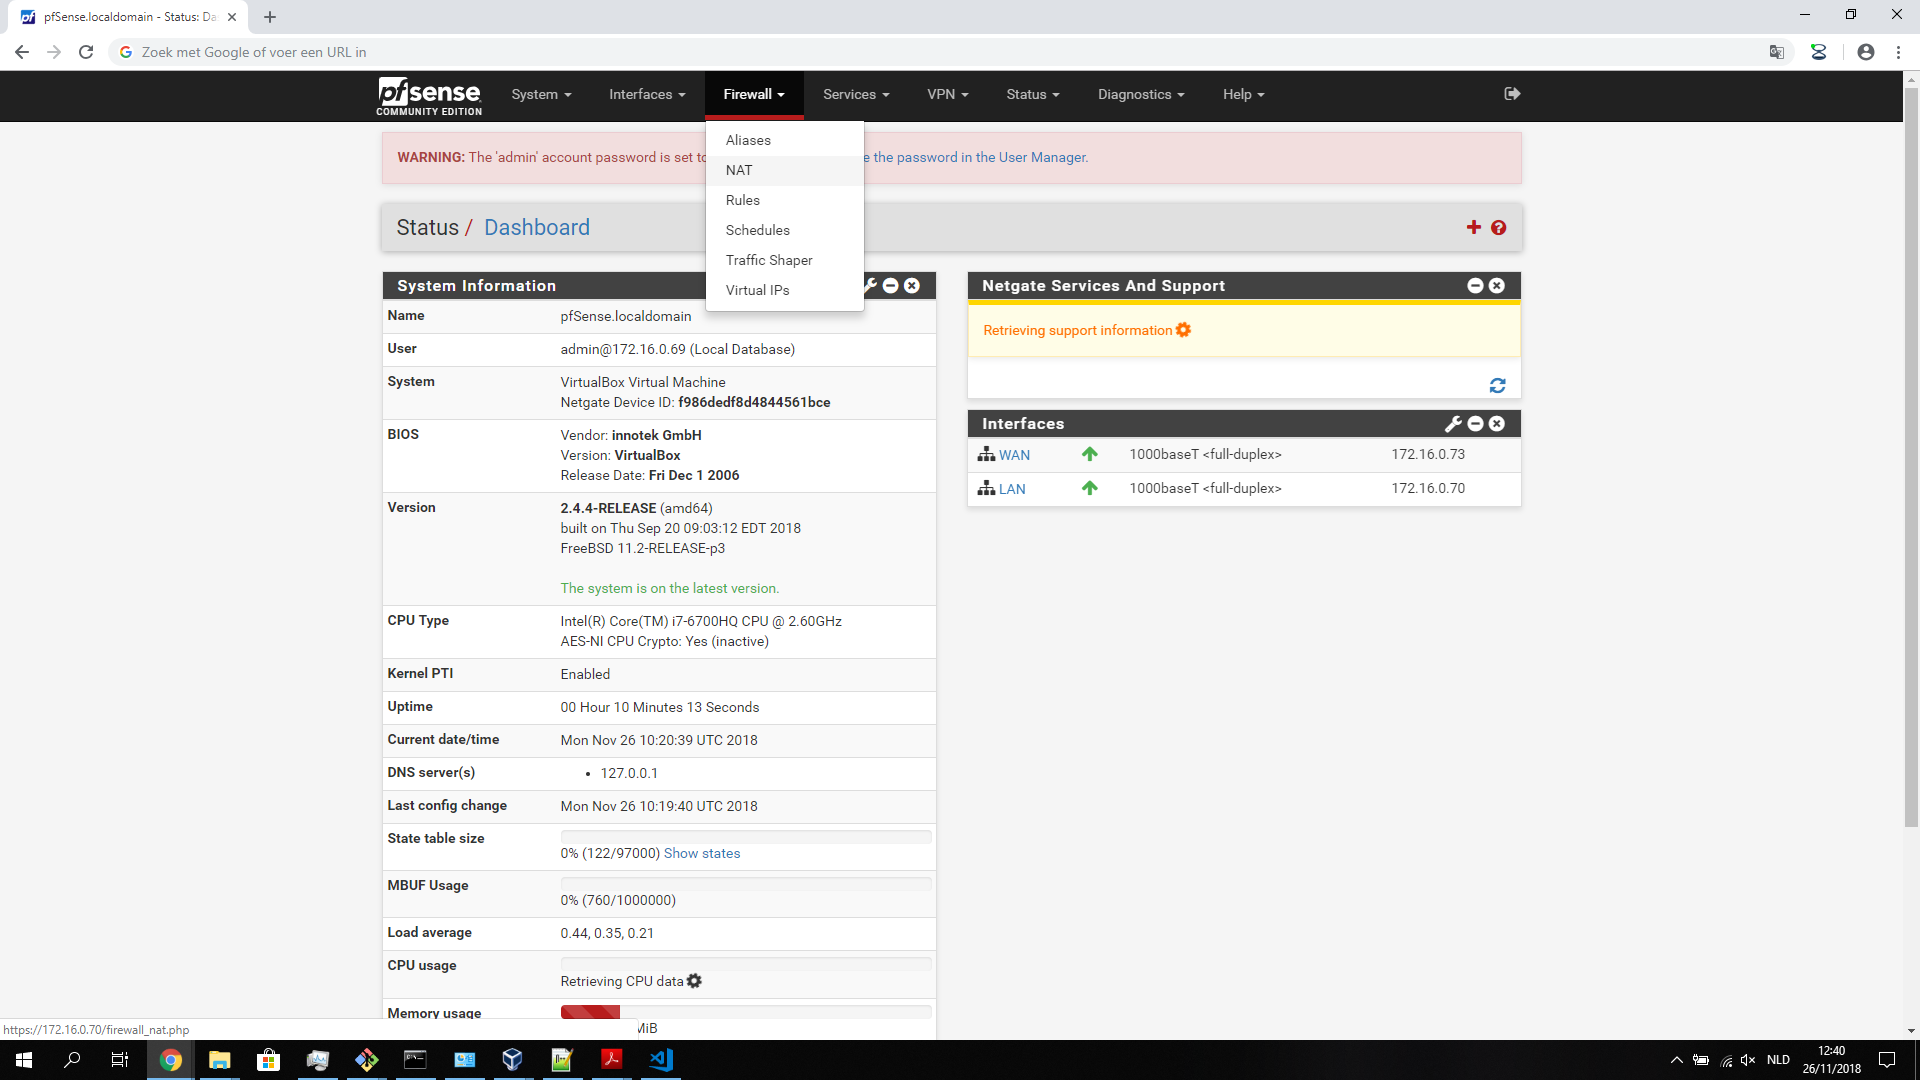 pfSense.localdomain - Status: Da
Zoek met Google of voer een URL in
pfsense
COMMUNITY EDITION
System
Interfaces
Firewall
Services
VPN
Status
Diagnostics
Help
Aliases
NAT
Rules
Schedules
Traffic Shaper
Virtual IPs
WARNING: The 'admin' account password is set to
e the password in the User Manager.
Status / Dashboard
System Information
Name pfSense.localdomain
User admin@172.16.0.69 (Local Database)
System VirtualBox Virtual Machine
Netgate Device ID: f986dedf8d4844561bce
BIOS Vendor: innotek GmbH
Version: VirtualBox
Release Date: Fri Dec 1 2006
Version 2.4.4-RELEASE (amd64)
built on Thu Sep 20 09:03:12 EDT 2018
FreeBSD 11.2-RELEASE-p3
The system is on the latest version.
CPU Type Intel(R) Core(TM) i7-6700HQ CPU @ 2.60GHz
AES-NI CPU Crypto: Yes (inactive)
Kernel PTI Enabled
Uptime 00 Hour 10 Minutes 13 Seconds
Current date/time Mon Nov 26 10:20:39 UTC 2018
DNS server(s) • 127.0.0.1
Last config change Mon Nov 26 10:19:40 UTC 2018
State table size
0% (122/97000) Show states
MBUF Usage
0% (760/1000000)
Load average 0.44, 0.35, 0.21
CPU usage
Retrieving CPU data
Memory usage
MiB
Netgate Services And Support
Retrieving support information
Interfaces
WAN 1000baseT <full-duplex> 172.16.0.73
LAN 1000baseT <full-duplex> 172.16.0.70
https://172.16.0.70/firewall_nat.php
NLD
12:40
26/11/2018